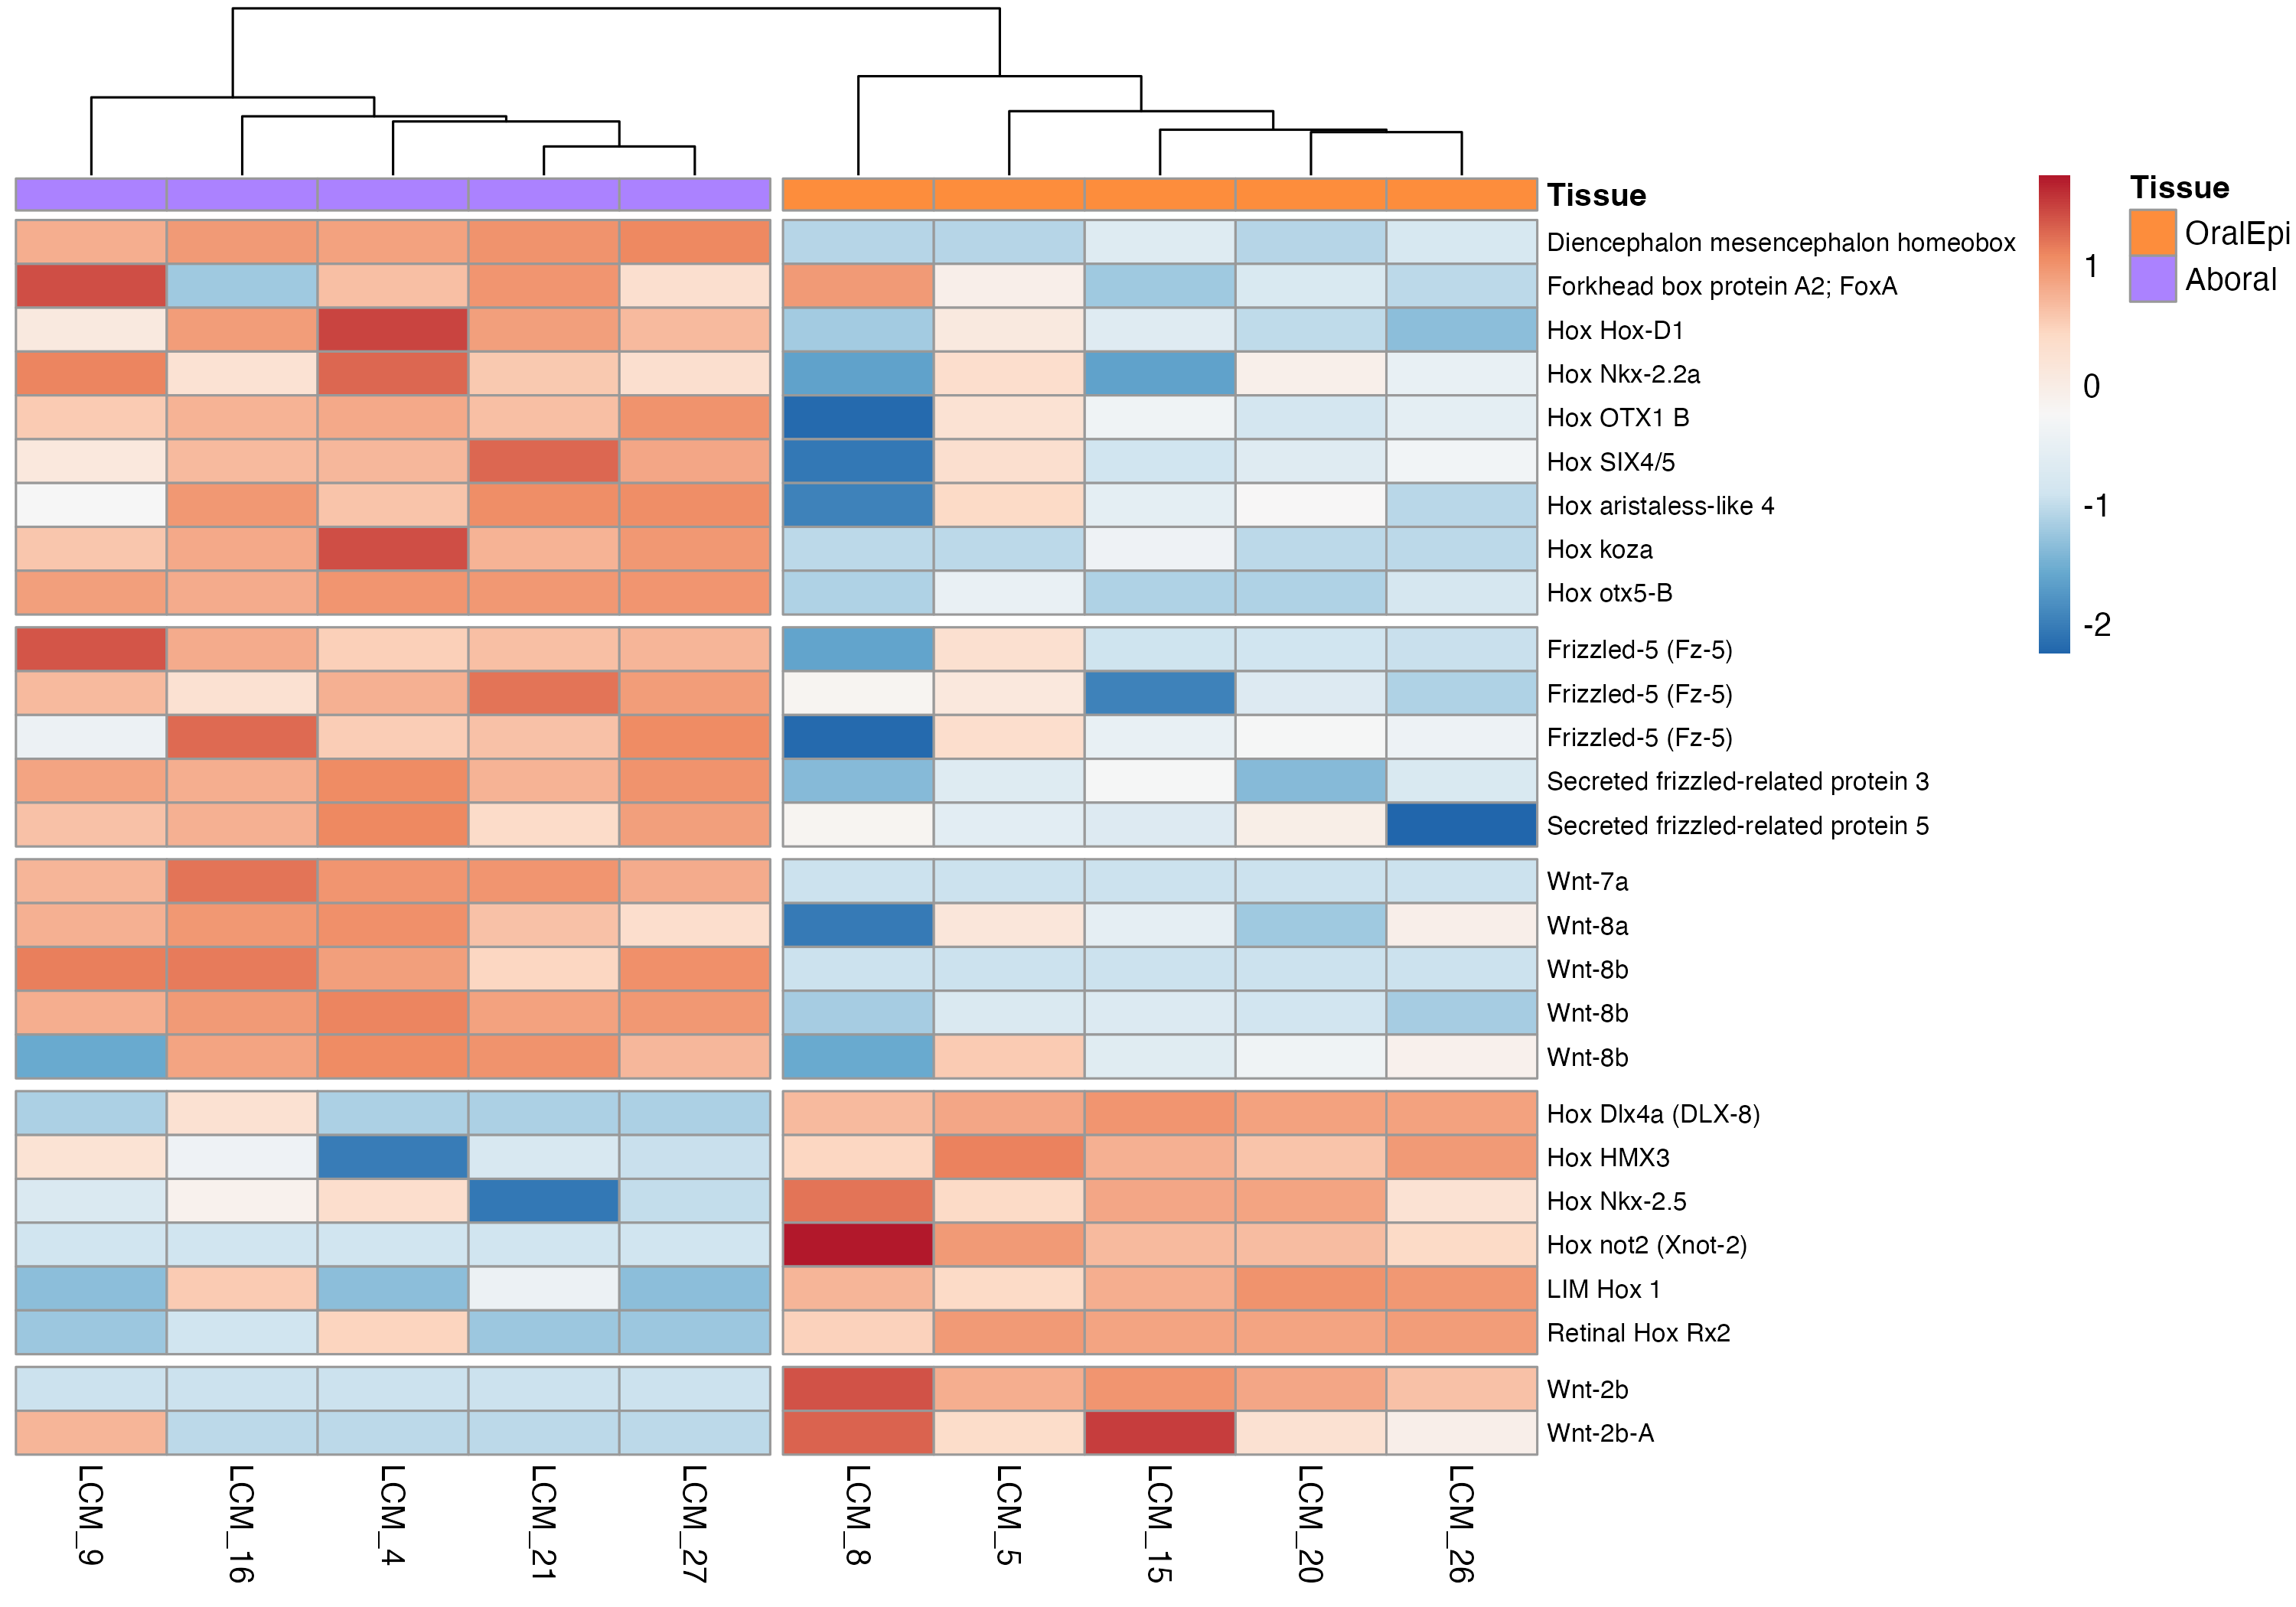 Tissue
Diencephalon mesencephalon homeobox
Forkhead box protein A2; FoxA
Hox Hox-D1
Hox Nkx-2.2a
Hox OTX1 B
Hox SIX4/5
Hox aristaless-like 4
Hox koza
Hox otx5-B
Frizzled-5 (Fz-5)
Frizzled-5 (Fz-5)
Frizzled-5 (Fz-5)
Secreted frizzled-related protein 3
Secreted frizzled-related protein 5
Wnt-7a
Wnt-8a
Wnt-8b
Wnt-8b
Wnt-8b
Hox Dlx4a (DLX-8)
Hox HMX3
Hox Nkx-2.5
Hox not2 (Xnot-2)
LIM Hox 1
Retinal Hox Rx2
Wnt-2b
Wnt-2b-A
LCM_9
LCM_16
LCM_4
LCM_21
LCM_27
LCM_8
LCM_5
LCM_15
LCM_20
LCM_26
1
0
-1
-2
Tissue
OralEpi
Aboral